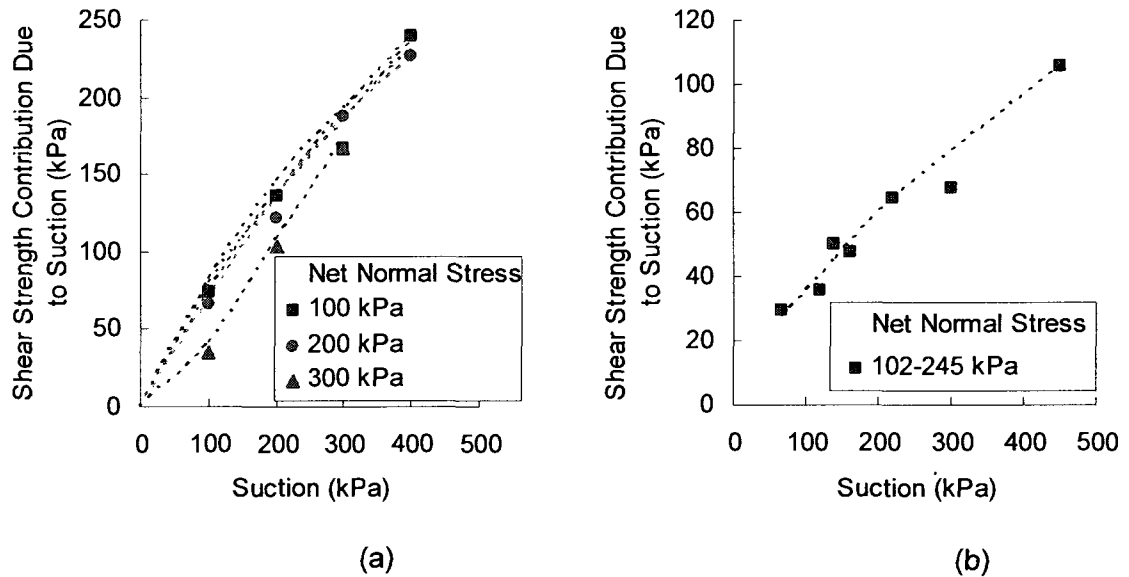 Shear Strength Contribution Due
to Suction (kPa)
250
200
150
100
50
0
0 100 200 300 400 500
Suction (kPa)
Net Normal Stress
100 kPa
200 kPa
300 kPa
(a)
Shear Strength Contribution Due
to Suction (kPa)
120
100
80
60
40
20
0
0 100 200 300 400 500
Suction (kPa)
Net Normal Stress
102-245 kPa
(b)